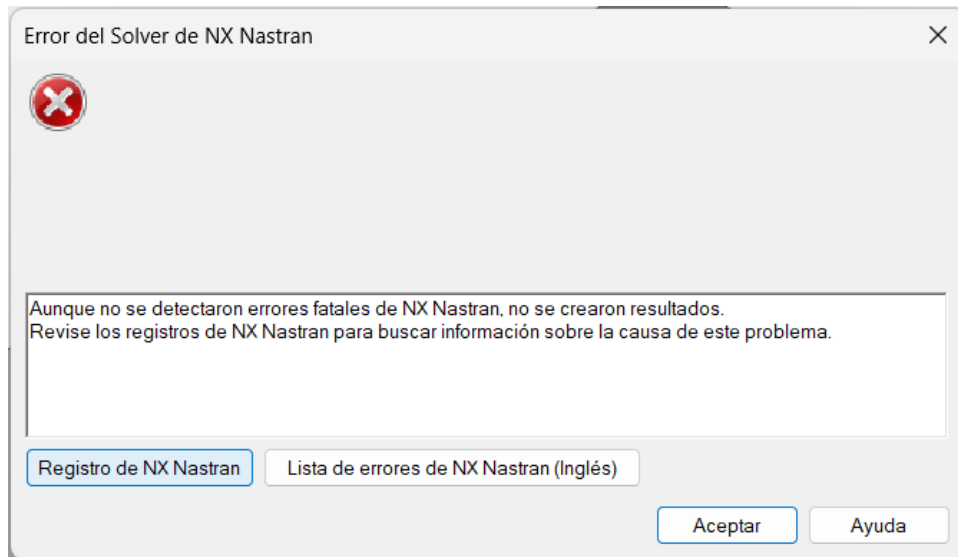 Error del Solver de NX Nastran
Aunque no se detectaron errores fatales de NX Nastran, no se crearon resultados.
Revise los registros de NX Nastran para buscar información sobre la causa de este problema.
Registro de NX Nastran
Lista de errores de NX Nastran (Inglés)
Aceptar
Ayuda